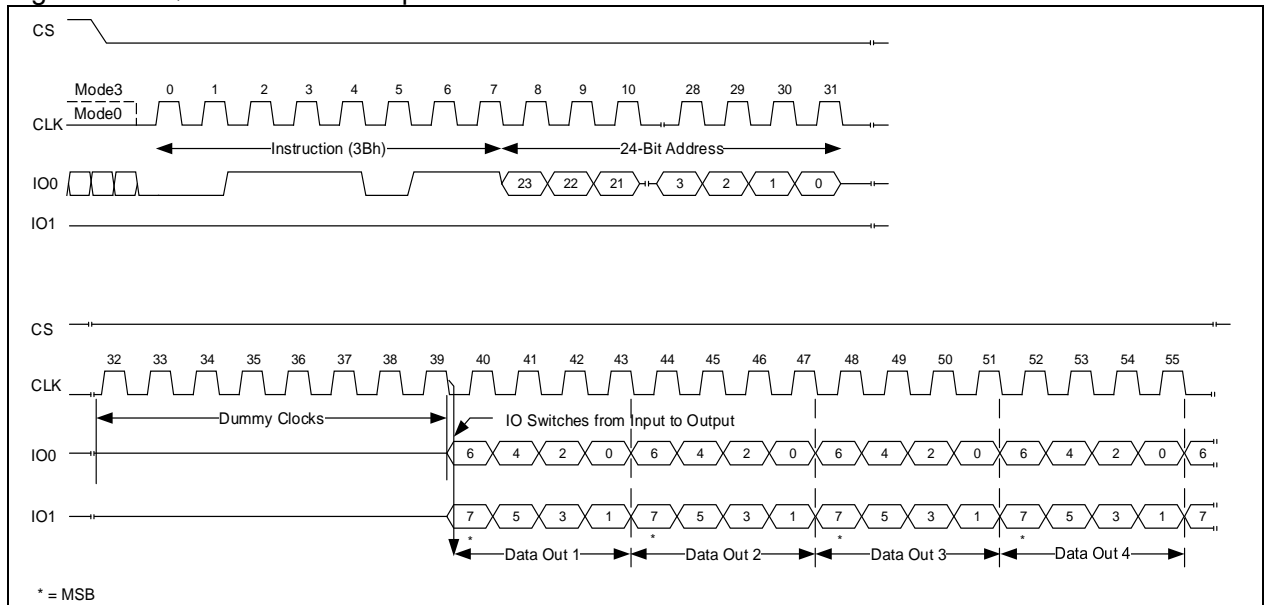 CS
Mode3 0 1 2 3 4 5 6 7 8 9 10 28 29 30 31
Mode0
CLK
Instruction (3Bh) 24-Bit Address
IO0 23 22 21 3 2 1 0
IO1
CS
32 33 34 35 36 37 38 39 40 41 42 43 44 45 46 47 48 49 50 51 52 53 54 55
CLK
Dummy Clocks IO Switches from Input to Output
IO0 6 4 2 0 6 4 2 0 6 4 2 0 6 4 2 0 6
IO1 7 5 3 1 7 5 3 1 7 5 3 1 7 5 3 1 7
* * * *
Data Out 1 Data Out 2 Data Out 3 Data Out 4
* = MSB